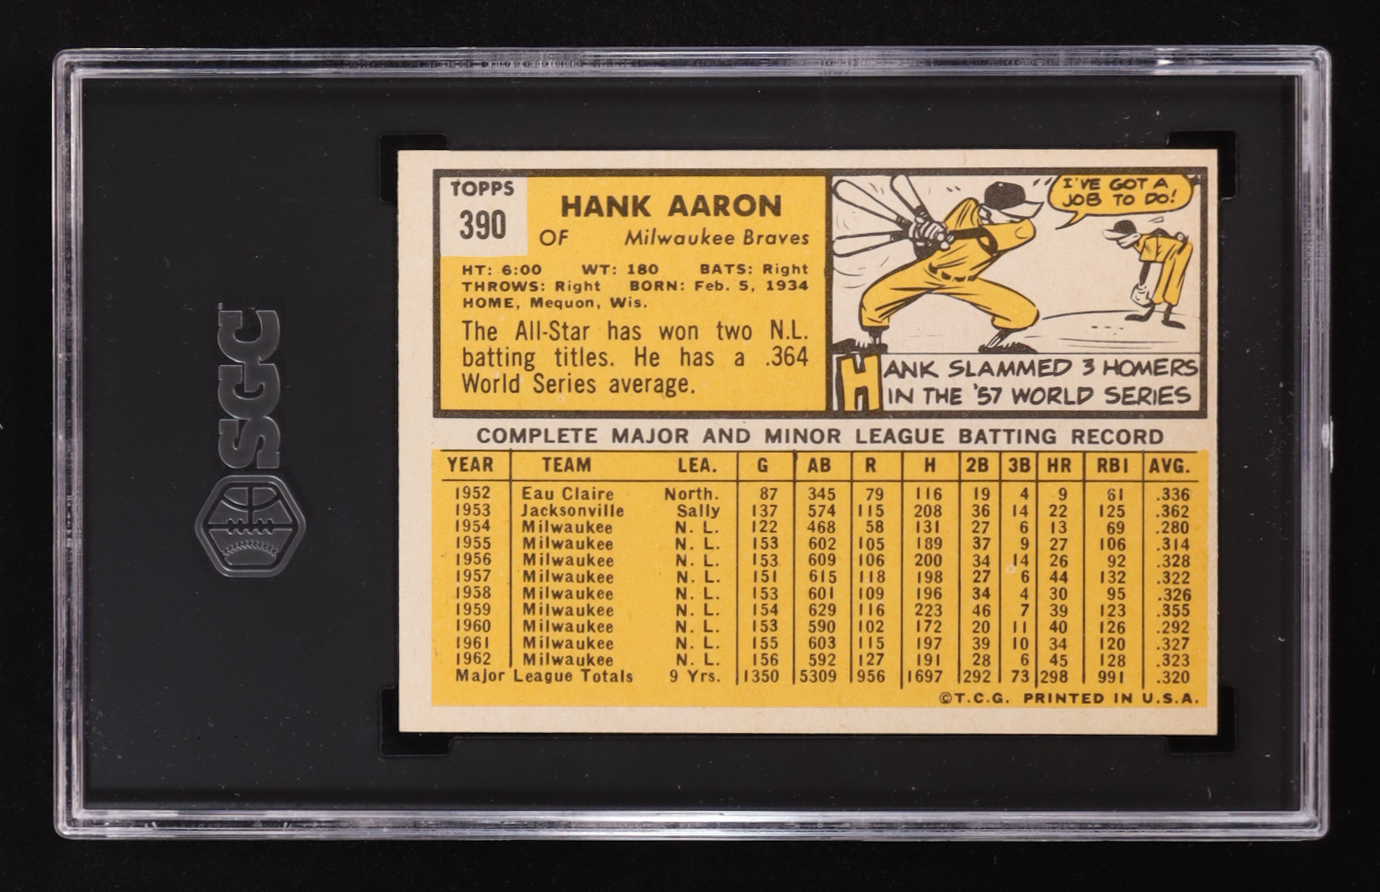 SGC
TOPPS
390
HANK AARON
OF Milwaukee Braves
HT: 6:00 WT: 180 BATS: Right
THROWS: Right BORN: Feb. 5, 1934
HOME, Mequon, Wis.
The All-Star has won two N.L.
batting titles. He has a .364
World Series average.
I'VE GOT A
JOB TO DO!
HANK SLAMMED 3 HOMERS
IN THE '57 WORLD SERIES
COMPLETE MAJOR AND MINOR LEAGUE BATTING RECORD
YEAR TEAM LEA. G AB R H 2B 3B HR RBI AVG.
1952 Eau Claire North. 87 345 79 116 19 4 9 61 .336
1953 Jacksonville Sally 137 574 115 208 36 14 22 125 .362
1954 Milwaukee N. L. 122 468 58 131 27 6 13 69 .280
1955 Milwaukee N. L. 153 602 105 189 37 9 27 106 .314
1956 Milwaukee N. L. 153 609 106 200 34 14 26 92 .328
1957 Milwaukee N. L. 151 615 118 198 27 6 44 132 .322
1958 Milwaukee N. L. 153 601 109 196 34 4 30 95 .326
1959 Milwaukee N. L. 154 629 116 223 46 7 39 123 .355
1960 Milwaukee N. L. 153 590 102 172 20 11 40 126 .292
1961 Milwaukee N. L. 155 603 115 197 39 10 34 120 .327
1962 Milwaukee N. L. 156 592 127 191 28 6 45 128 .323
Major League Totals 9 Yrs. 1350 5309 956 1697 292 73 298 991 .320
©T.C.G. PRINTED IN U.S.A.